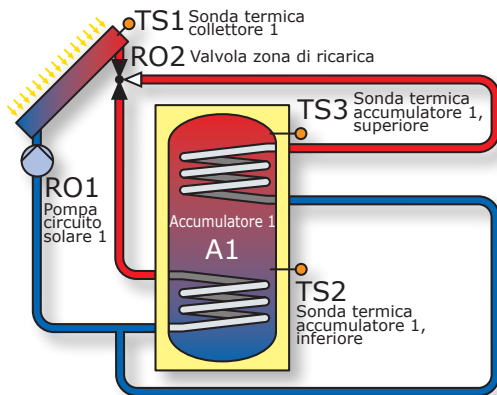 TS1 Sonda termica
collettore 1
RO2 Valvola zona di ricarica
TS3 Sonda termica
accumulatore 1,
superiore
RO1
Pompa
circuito
solare 1
Accumulatore 1
A1
TS2
Sonda termica
accumulatore 1,
inferiore